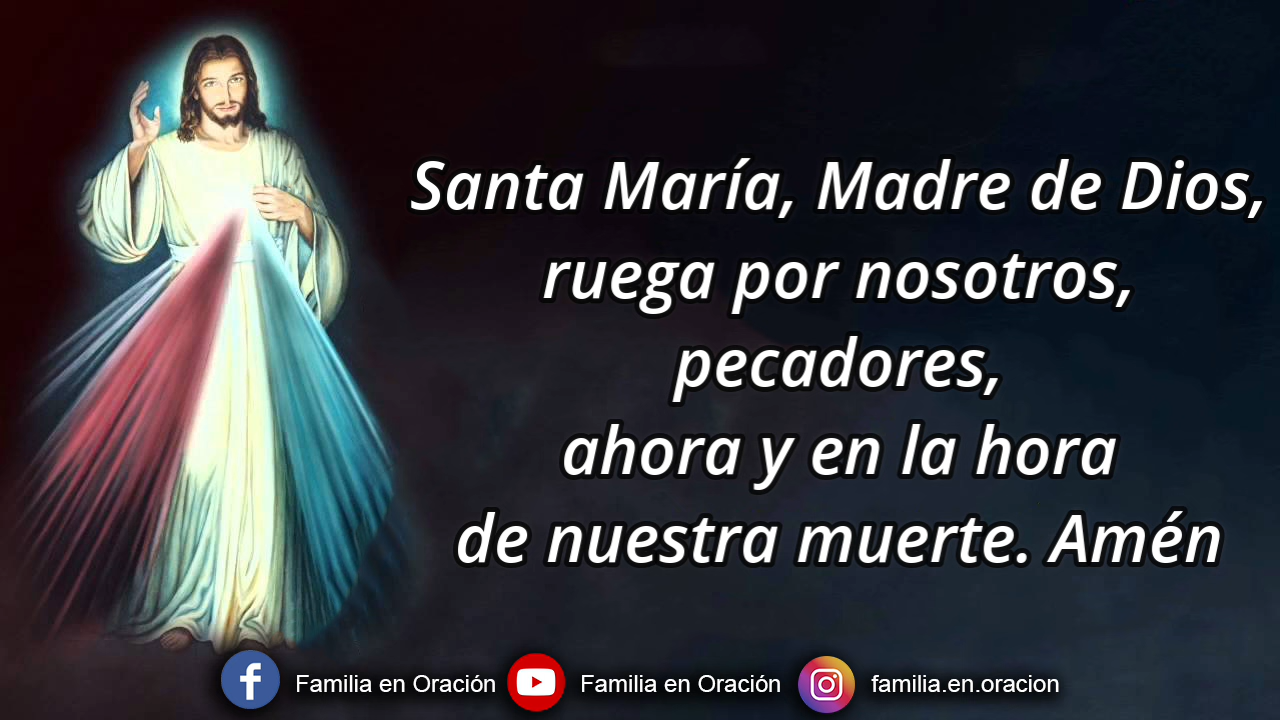 Santa María, Madre de Dios,
ruega por nosotros,
pecadores,
ahora y en la hora
de nuestra muerte. Amén
Familia en Oración Familia en Oración familia.en.oracion